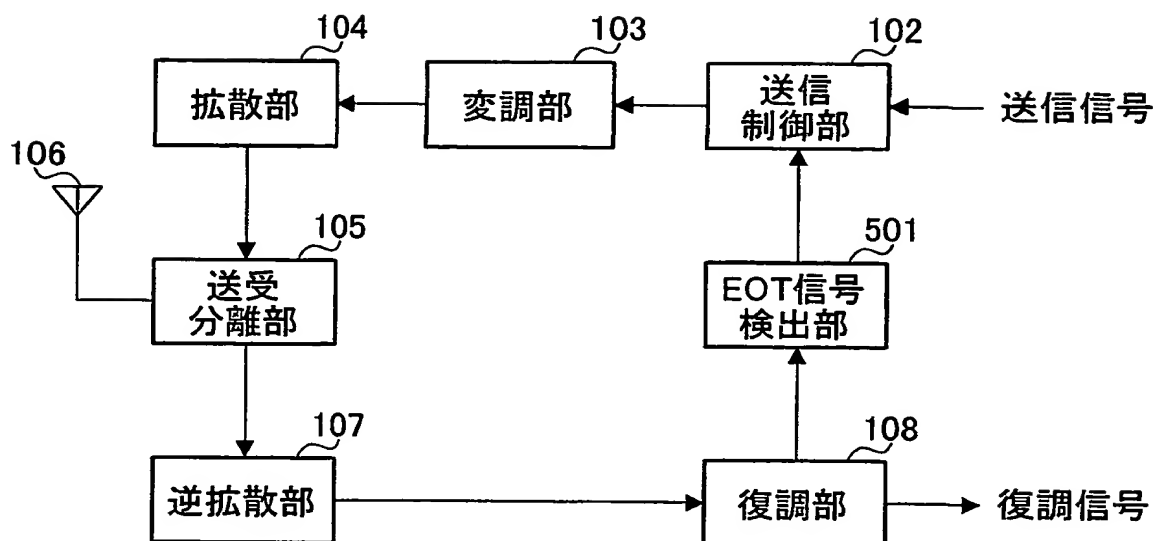 104
103
102
拡散部
変調部
送信
制御部
送信信号
106
105
501
送受
分離部
EOT信号
検出部
107
108
逆拡散部
復調部
復調信号